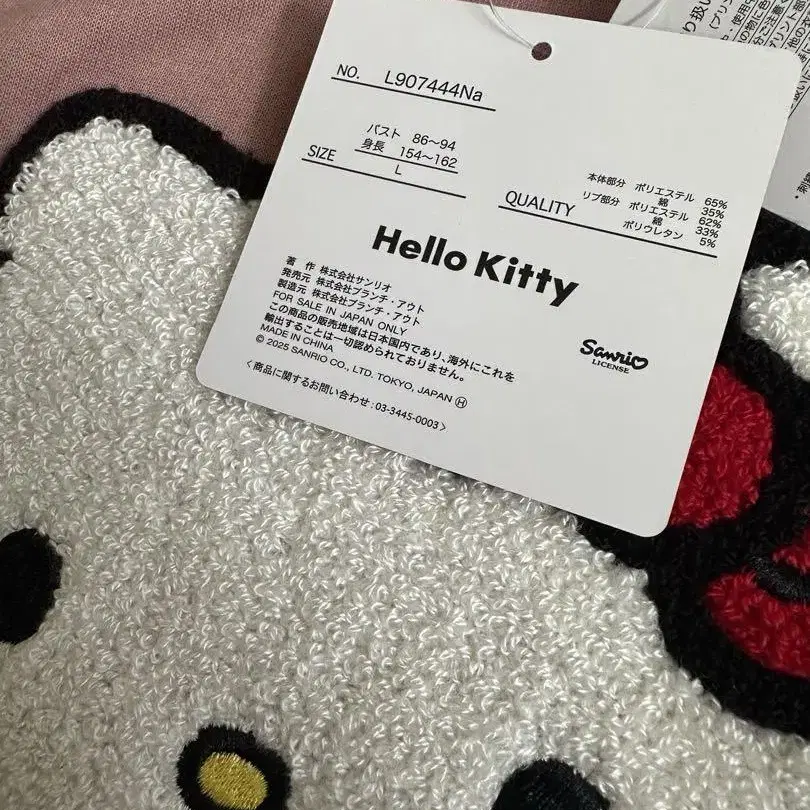 NO. L907444Na
SIZE
バスト 86〜94
身長 154〜162
L
QUALITY
本体部分 ポリエステル 65%
綿 35%
リブ部分 ポリエステル 62%
綿 33%
ポリウレタン 5%
Hello Kitty
著 作 株式会社サンリオ
発売元 株式会社ブランチ・アウト
製造元 株式会社ブランチ・アウト
FOR SALE IN JAPAN ONLY
この商品の販売地域は日本国内であり、海外にこれを
輸出することは一切認められておりません。
MADE IN CHINA
© 2025 SANRIO CO., LTD. TOKYO, JAPAN Ⓗ
〈商品に関するお問い合わせ:03-3445-0003〉
Sanrio
LICENSE